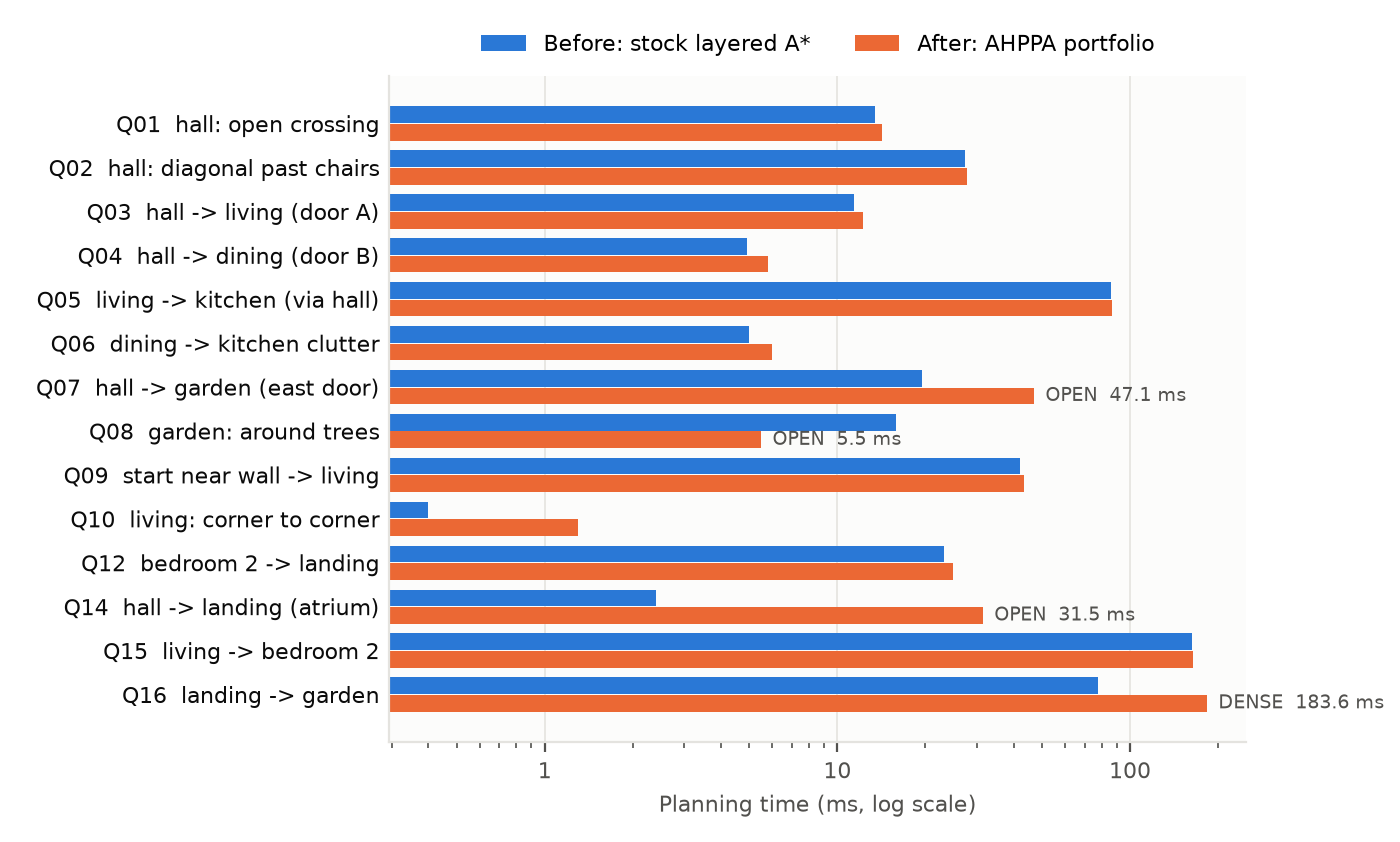 Before: stock layered A* After: AHPPA portfolio
Q01 hall: open crossing
Q02 hall: diagonal past chairs
Q03 hall -> living (door A)
Q04 hall -> dining (door B)
Q05 living -> kitchen (via hall)
Q06 dining -> kitchen clutter
Q07 hall -> garden (east door) OPEN 47.1 ms
Q08 garden: around trees OPEN 5.5 ms
Q09 start near wall -> living
Q10 living: corner to corner
Q12 bedroom 2 -> landing
Q14 hall -> landing (atrium) OPEN 31.5 ms
Q15 living -> bedroom 2
Q16 landing -> garden DENSE 183.6 ms
1 10 100
Planning time (ms, log scale)